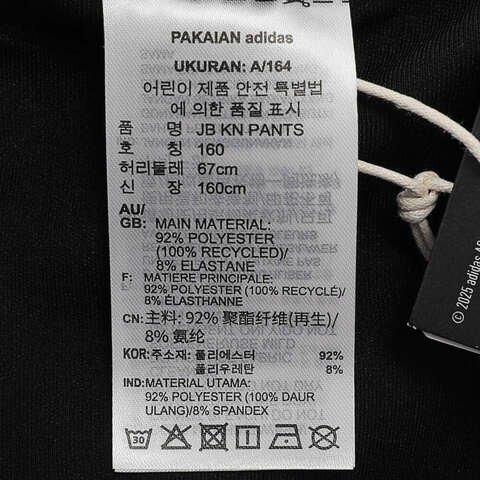 PAKAIAN adidas
UKURAN: A/164
어린이 제품 안전 특별법
에 의한 품질 표시
품 명 JB KN PANTS
호 칭 160
허리둘레 67cm
신 장 160cm
AU/
GB: MAIN MATERIAL:
92% POLYESTER
(100% RECYCLED)/
8% ELASTANE
F: MATIERE PRINCIPALE:
92% POLYESTER (100% RECYCLÉ)/
8% ÉLASTHANNE
CN: 主料: 92% 聚酯纤维(再生)/
8% 氨纶
KOR: 주소재: 폴리에스터 92%
폴리우레탄 8%
IND: MATERIAL UTAMA:
92% POLYESTER (100% DAUR
ULANG)/8% SPANDEX
30
© 2025 adidas AG